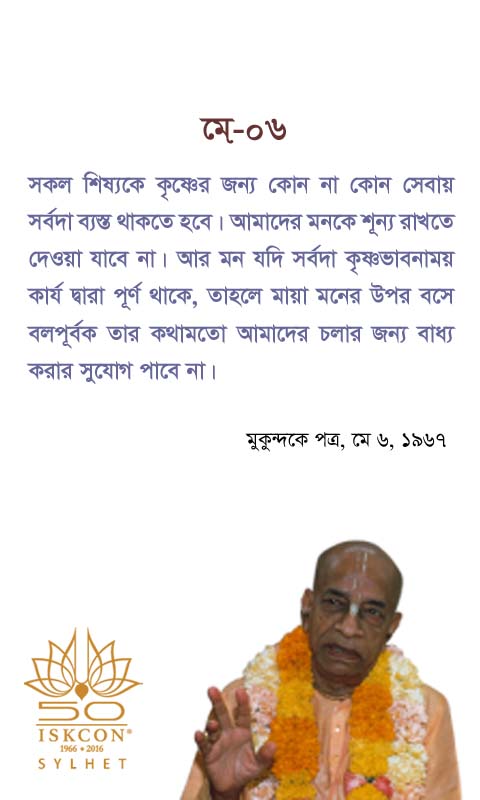 মে-০৬
সকল শিষ্যকে কৃষ্ণের জন্য কোন না কোন সেবায়
সর্বদা ব্যস্ত থাকতে হবে। আমাদের মনকে শূন্য রাখতে
দেওয়া যাবে না। আর মন যদি সর্বদা কৃষ্ণভাবনাময়
কার্য দ্বারা পূর্ণ থাকে, তাহলে মায়া মনের উপর বসে
বলপূর্বক তার কথামতো আমাদের চলার জন্য বাধ্য
করার সুযোগ পাবে না।
মুকুন্দকে পত্র, মে ৬, ১৯৬৭
50
ISKCON®
1966 • 2016
SYLHET